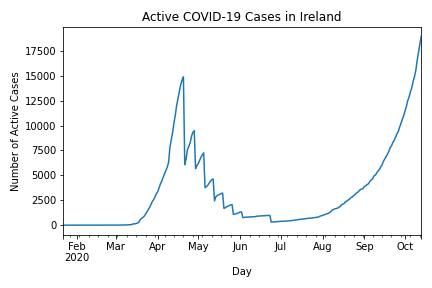 Active COVID-19 Cases in Ireland
Number of Active Cases
17500
15000
12500
10000
7500
5000
2500
0
Feb Mar Apr May Jun Jul Aug Sep Oct
2020
Day